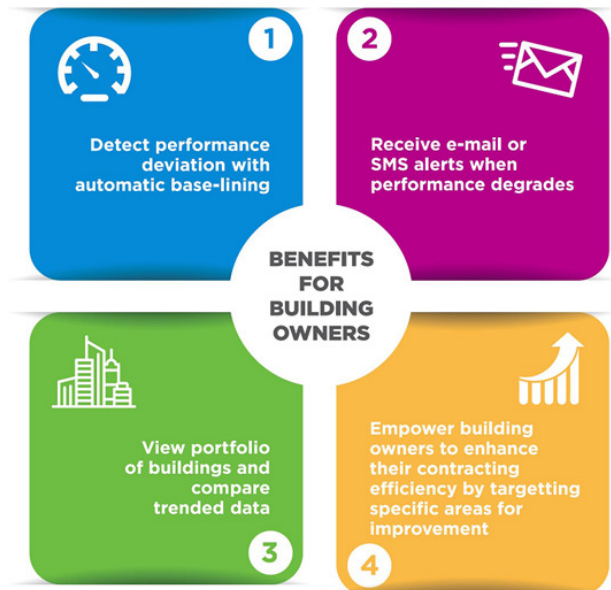 1
Detect performance
deviation with
automatic base-lining
2
Receive e-mail or
SMS alerts when
performance degrades
BENEFITS
FOR
BUILDING
OWNERS
View portfolio
of buildings and
compare
trended data
3
Empower building
owners to enhance
their contracting
efficiency by targetting
specific areas for
improvement
4